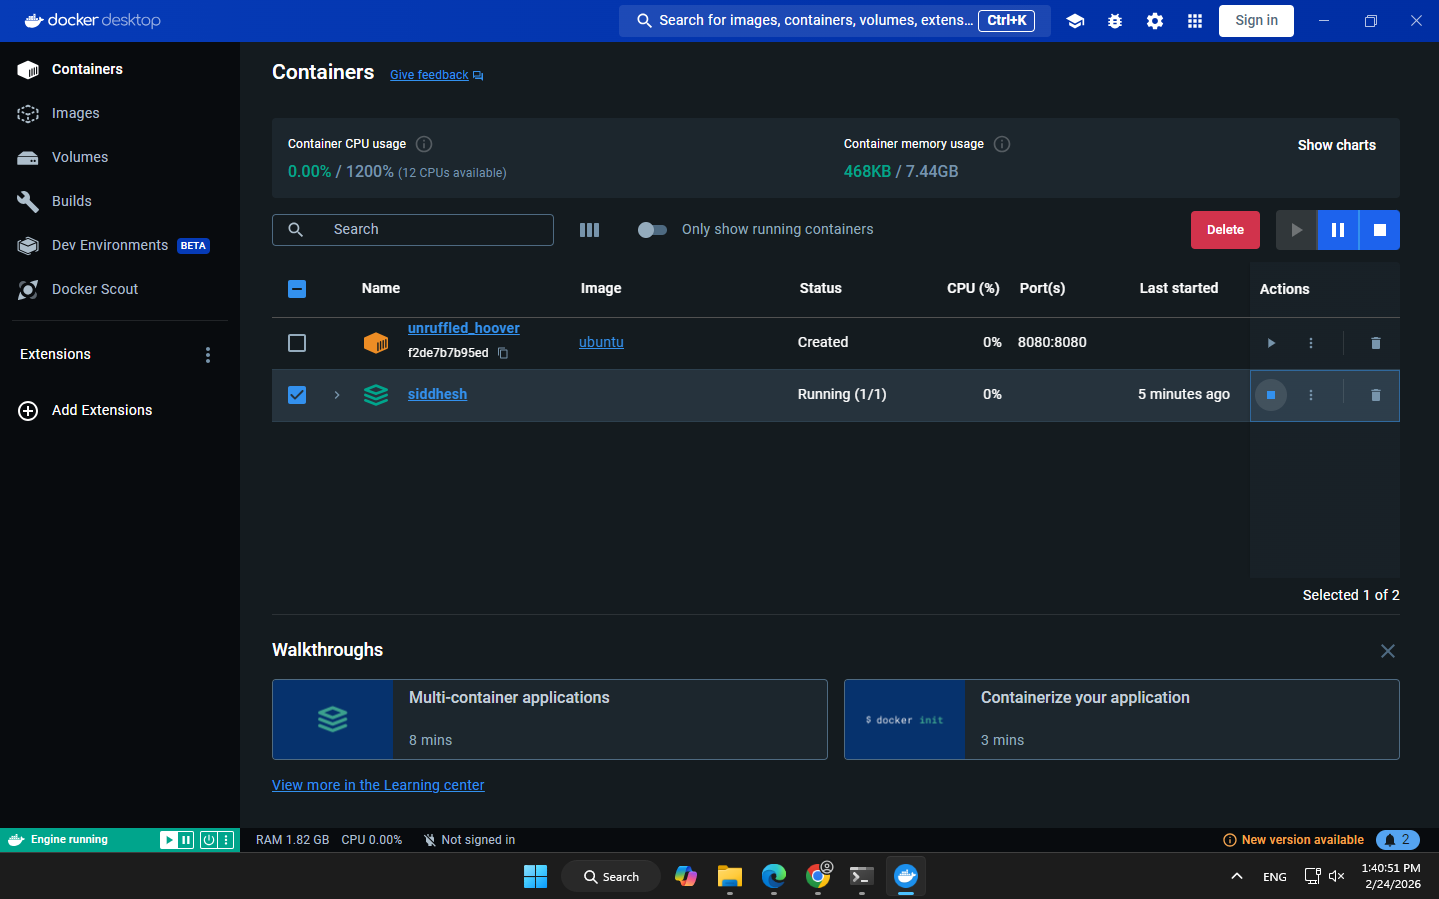 docker desktop
Search for images, containers, volumes, extens... Ctrl+K
Sign in
Containers
Images
Volumes
Builds
Dev Environments BETA
Docker Scout
Extensions
Add Extensions
Containers Give feedback
Container CPU usage
0.00% / 1200% (12 CPUs available)
Container memory usage
468KB / 7.44GB
Show charts
Search
Only show running containers
Delete
Name Image Status CPU (%) Port(s) Last started Actions
unruffled_hoover
f2de7b7b95ed
ubuntu Created 0% 8080:8080
siddhesh Running (1/1) 0% 5 minutes ago
Selected 1 of 2
Walkthroughs
Multi-container applications
8 mins
$ docker init
Containerize your application
3 mins
View more in the Learning center
Engine running
RAM 1.82 GB CPU 0.00% Not signed in
New version available 2
Search
ENG
1:40:51 PM
2/24/2026